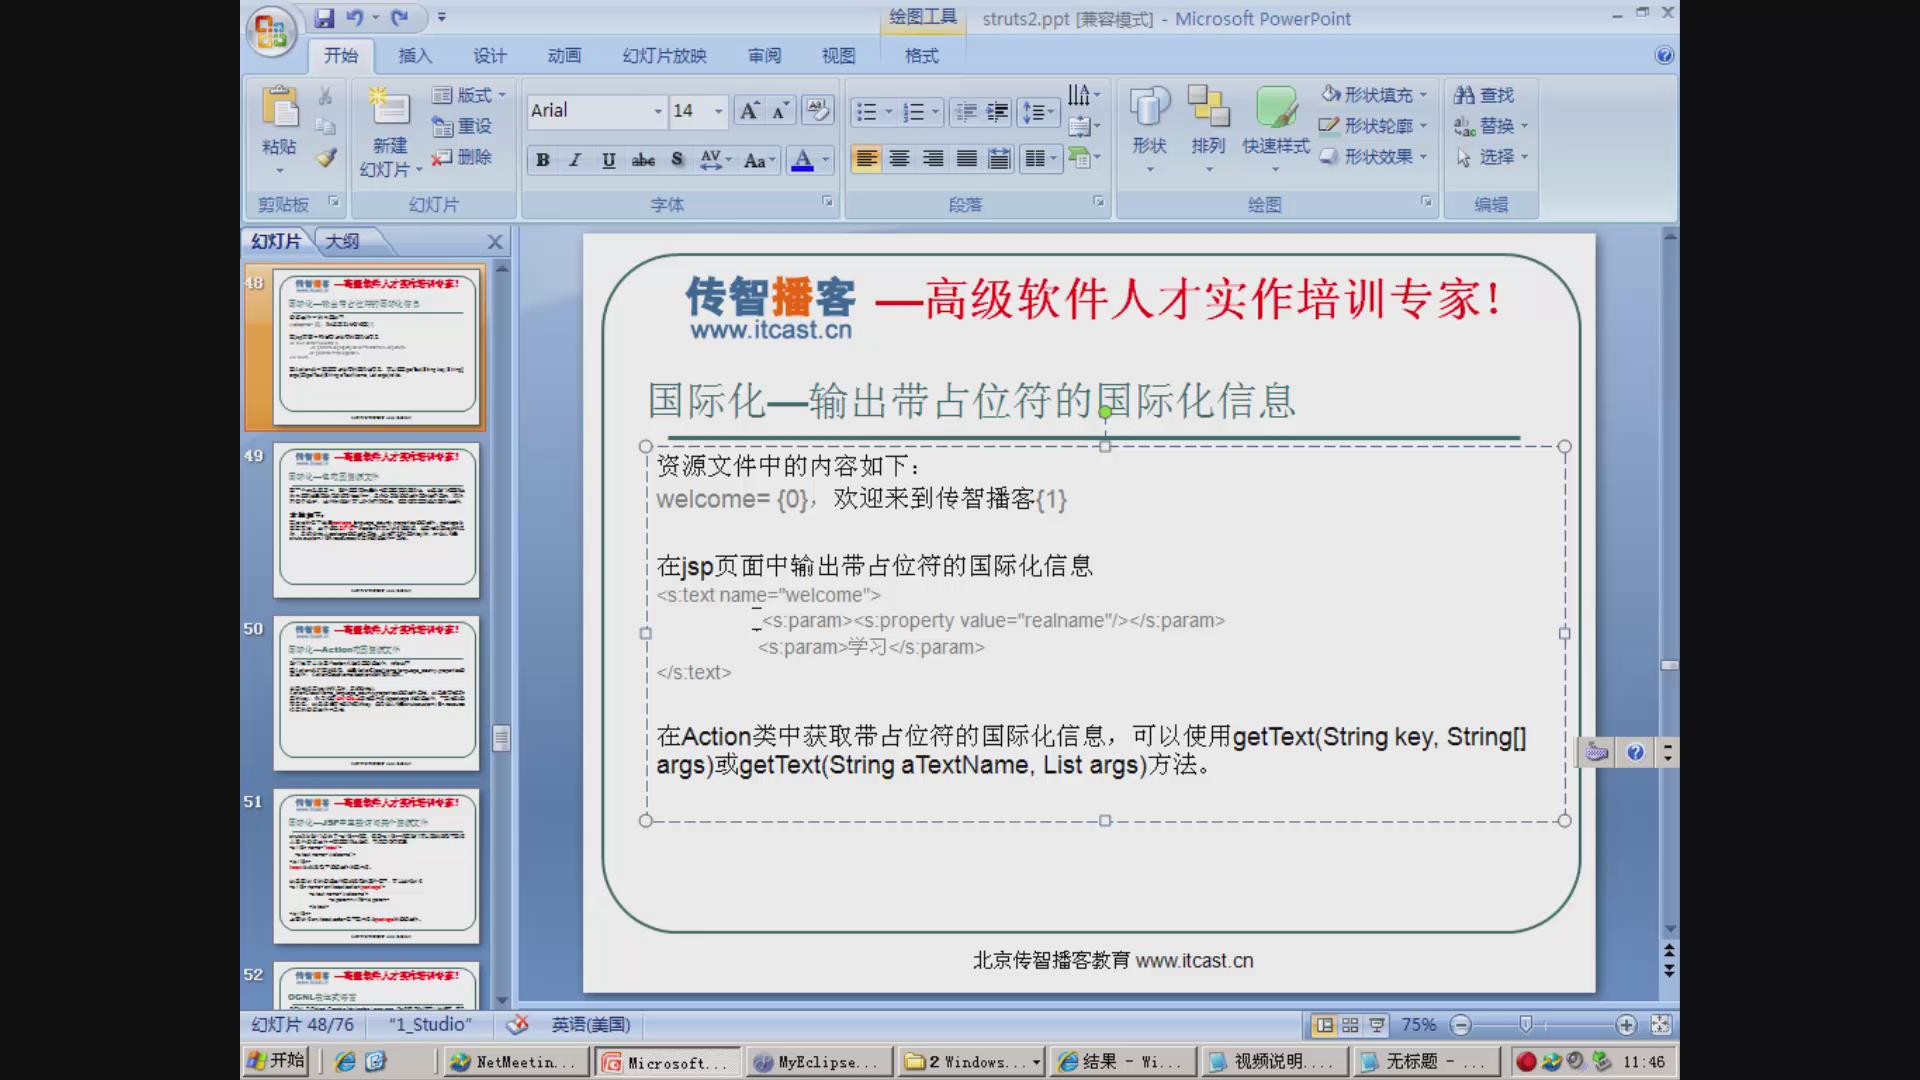 struts2.ppt [兼容模式] - Microsoft PowerPoint
绘图工具
开始 插入 设计 动画 幻灯片放映 审阅 视图 格式
粘贴
剪贴板
新建
幻灯片
版式
重设
删除
幻灯片
Arial 14
B I U abc S AV Aa A
字体
段落
形状 排列 快速样式
形状填充
形状轮廓
形状效果
绘图
查找
替换
选择
编辑
幻灯片 大纲
48
49
50
51
52
传智播客 —高级软件人才实作培训专家!
www.itcast.cn
国际化—输出带占位符的国际化信息
资源文件中的内容如下：
welcome= {0}，欢迎来到传智播客{1}
在jsp页面中输出带占位符的国际化信息
<s:text name="welcome">
<s:param><s:property value="realname"/></s:param>
<s:param>学习</s:param>
</s:text>
在Action类中获取带占位符的国际化信息，可以使用getText(String key, String[]
args)或getText(String aTextName, List args)方法。
北京传智播客教育 www.itcast.cn
幻灯片 48/76 "1_Studio" 英语(美国) 75%
开始 NetMeetin... Microsoft... MyEclipse... 2 Windows... 结果 - Wi... 视频说明.... 无标题 - ... 11:46